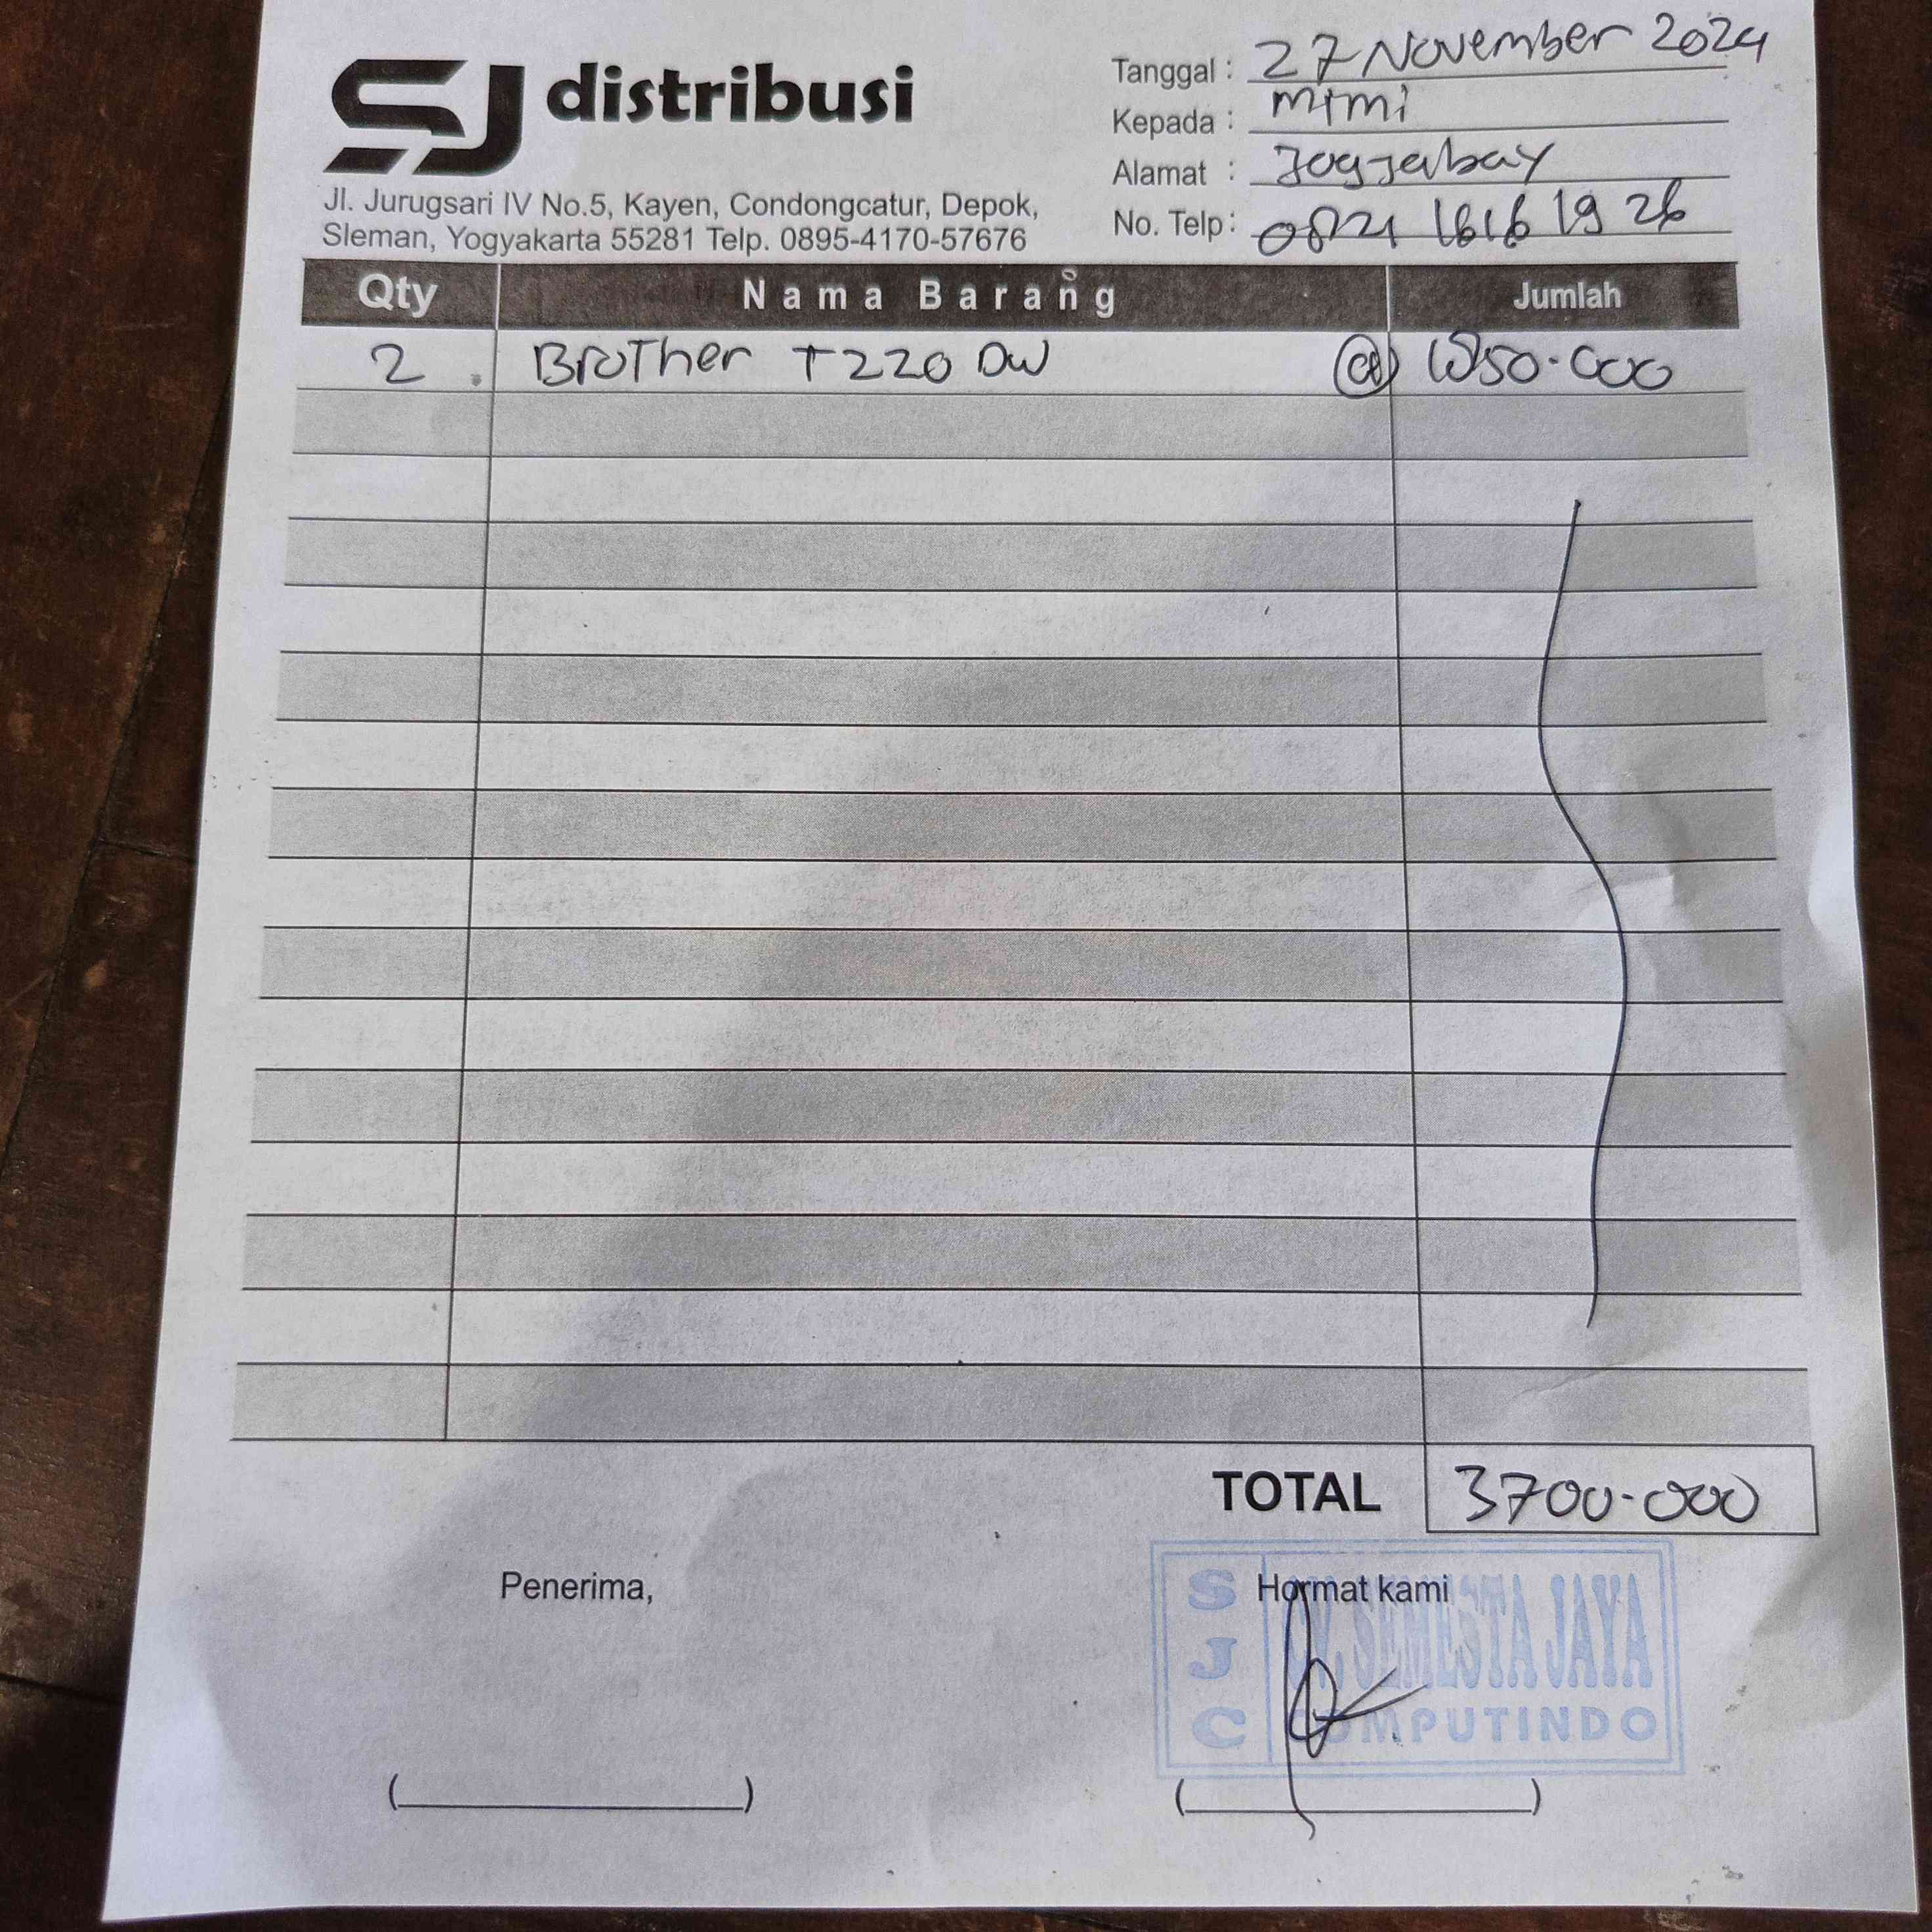 SJ distribusi
Jl. Jurugsari IV No.5, Kayen, Condongcatur, Depok,
Sleman, Yogyakarta 55281 Telp. 0895-4170-57676
Tanggal : 27 November 2024
Kepada : mimi
Alamat : Jogjabay
No. Telp : 0821 1616 19 26
Qty Nama Barang Jumlah
2 Brother T220 DW @ 1850.000
TOTAL 3700.000
Penerima, Hormat kami
SJC
CV. SEMESTA JAYA
COMPUTINDO